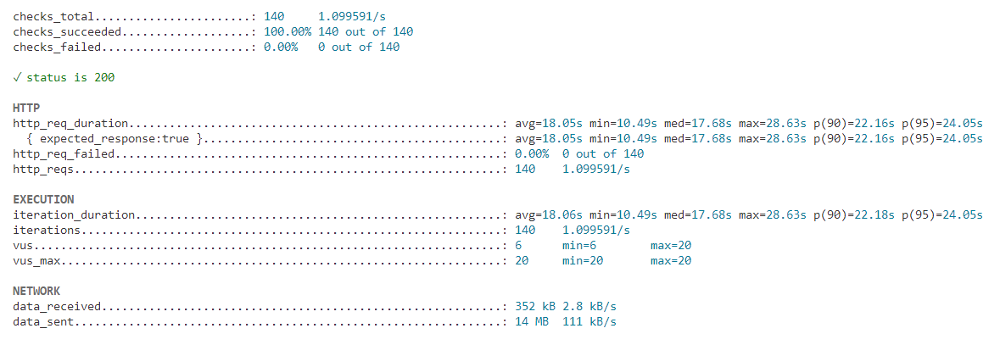 checks_total.......................: 140     1.099591/s
checks_succeeded...................: 100.00% 140 out of 140
checks_failed......................: 0.00%   0 out of 140
✓ status is 200
HTTP
http_req_duration.......................................................: avg=18.05s min=10.49s med=17.68s max=28.63s p(90)=22.16s p(95)=24.05s
{ expected_response:true }............................................: avg=18.05s min=10.49s med=17.68s max=28.63s p(90)=22.16s p(95)=24.05s
http_req_failed.........................................................: 0.00%  0 out of 140
http_reqs...............................................................: 140    1.099591/s
EXECUTION
iteration_duration......................................................: avg=18.06s min=10.49s med=17.68s max=28.63s p(90)=22.18s p(95)=24.05s
iterations..............................................................: 140    1.099591/s
vus.....................................................................: 6      min=6        max=20
vus_max.................................................................: 20     min=20       max=20
NETWORK
data_received...........................................................: 352 kB 2.8 kB/s
data_sent...............................................................: 14 MB  111 kB/s